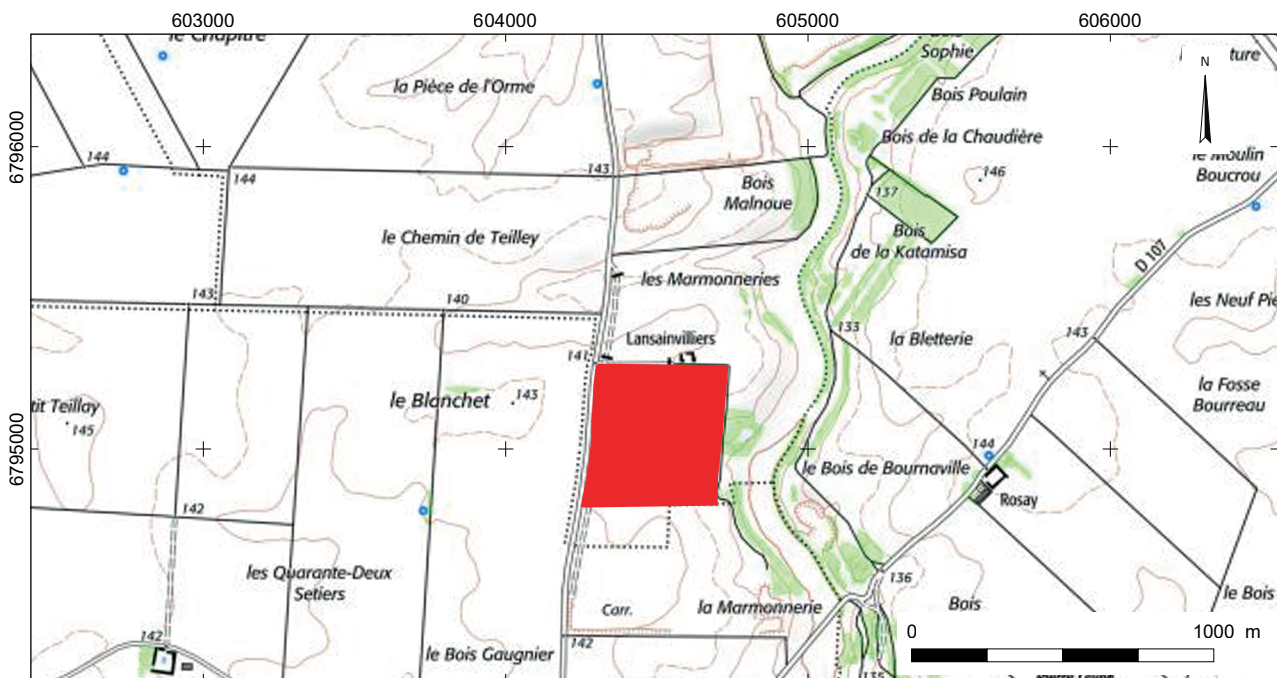 603000
604000
605000
606000
le Chapitre
Sophie
N
la Pièce de l'Orme
Bois Poulain
6796000
Bois de la Chaudière
144
143
144
le Moulin
Boucrou
146
Bois
Malnoue
137
le Chemin de Teilley
Bois
de la Katamisa
D 107
les Marmonneries
143
140
les Neuf Piè
133
143
Lansainvilliers
la Bletterie
141
le Blanchet
143
la Fosse
Bourreau
tit Teillay
145
6795000
144
le Bois de Bournaville
Rosay
142
les Quarante-Deux
Setiers
136
Carr.
la Marmonnerie
Bois
le Bois
142
142
le Bois Gaugnier
0
1000 m
135